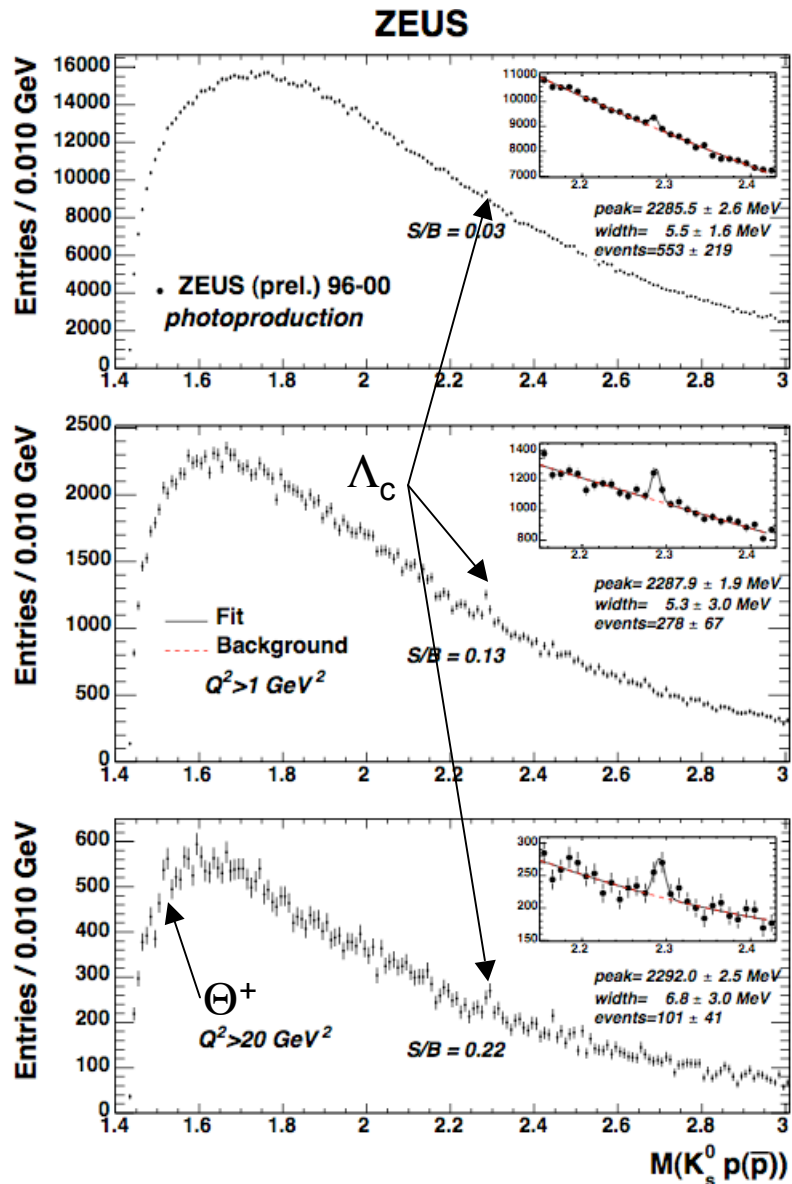 ZEUS
Entries / 0.010 GeV
16000
14000
12000
10000
8000
6000
4000
2000
0
1.4 1.6 1.8 2 2.2 2.4 2.6 2.8 3
11000
10000
9000
8000
7000
2.2 2.3 2.4
peak= 2285.5 ± 2.6 MeV
width= 5.5 ± 1.6 MeV
events=553 ± 219
S/B = 0.03
ZEUS (prel.) 96-00
photoproduction
Entries / 0.010 GeV
2500
2000
1500
1000
500
0
1.4 1.6 1.8 2 2.2 2.4 2.6 2.8 3
1400
1200
1000
800
2.2 2.3 2.4
Λc
peak= 2287.9 ± 1.9 MeV
width= 5.3 ± 3.0 MeV
events=278 ± 67
Fit
Background
S/B = 0.13
Q²>1 GeV²
Entries / 0.010 GeV
600
500
400
300
200
100
0
1.4 1.6 1.8 2 2.2 2.4 2.6 2.8 3
300
250
200
150
2.2 2.3 2.4
peak= 2292.0 ± 2.5 MeV
width= 6.8 ± 3.0 MeV
events=101 ± 41
Θ⁺
Q²>20 GeV²
S/B = 0.22
M(K⁰s p(p̅))